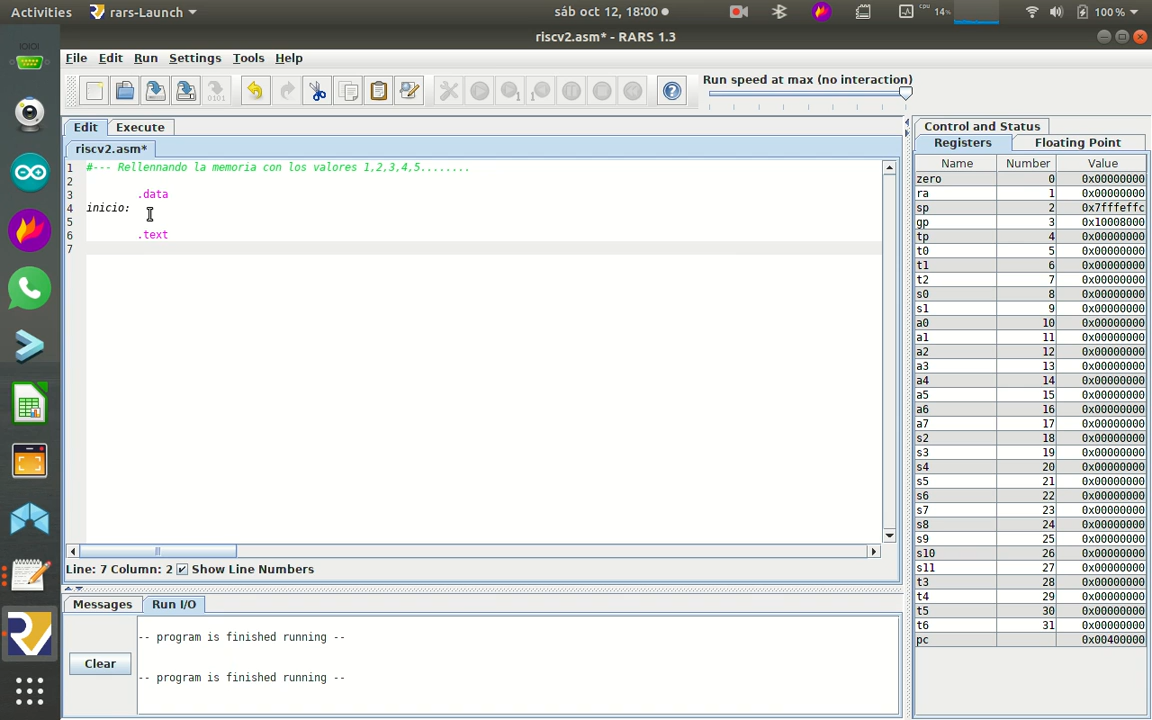 Activities rars-Launch sáb oct 12, 18:00 cpu 14% 100%
riscv2.asm* - RARS 1.3
File Edit Run Settings Tools Help
Run speed at max (no interaction)
Edit Execute
riscv2.asm*
1 #--- Rellennando la memoria con los valores 1,2,3,4,5........
2
3 .data
4 inicio:
5
6 .text
7
Line: 7 Column: 2 Show Line Numbers
Messages Run I/O
-- program is finished running --
Clear
-- program is finished running --
Control and Status
Registers Floating Point
Name Number Value
zero 0 0x00000000
ra 1 0x00000000
sp 2 0x7fffeffc
gp 3 0x10008000
tp 4 0x00000000
t0 5 0x00000000
t1 6 0x00000000
t2 7 0x00000000
s0 8 0x00000000
s1 9 0x00000000
a0 10 0x00000000
a1 11 0x00000000
a2 12 0x00000000
a3 13 0x00000000
a4 14 0x00000000
a5 15 0x00000000
a6 16 0x00000000
a7 17 0x00000000
s2 18 0x00000000
s3 19 0x00000000
s4 20 0x00000000
s5 21 0x00000000
s6 22 0x00000000
s7 23 0x00000000
s8 24 0x00000000
s9 25 0x00000000
s10 26 0x00000000
s11 27 0x00000000
t3 28 0x00000000
t4 29 0x00000000
t5 30 0x00000000
t6 31 0x00000000
pc 0x00400000